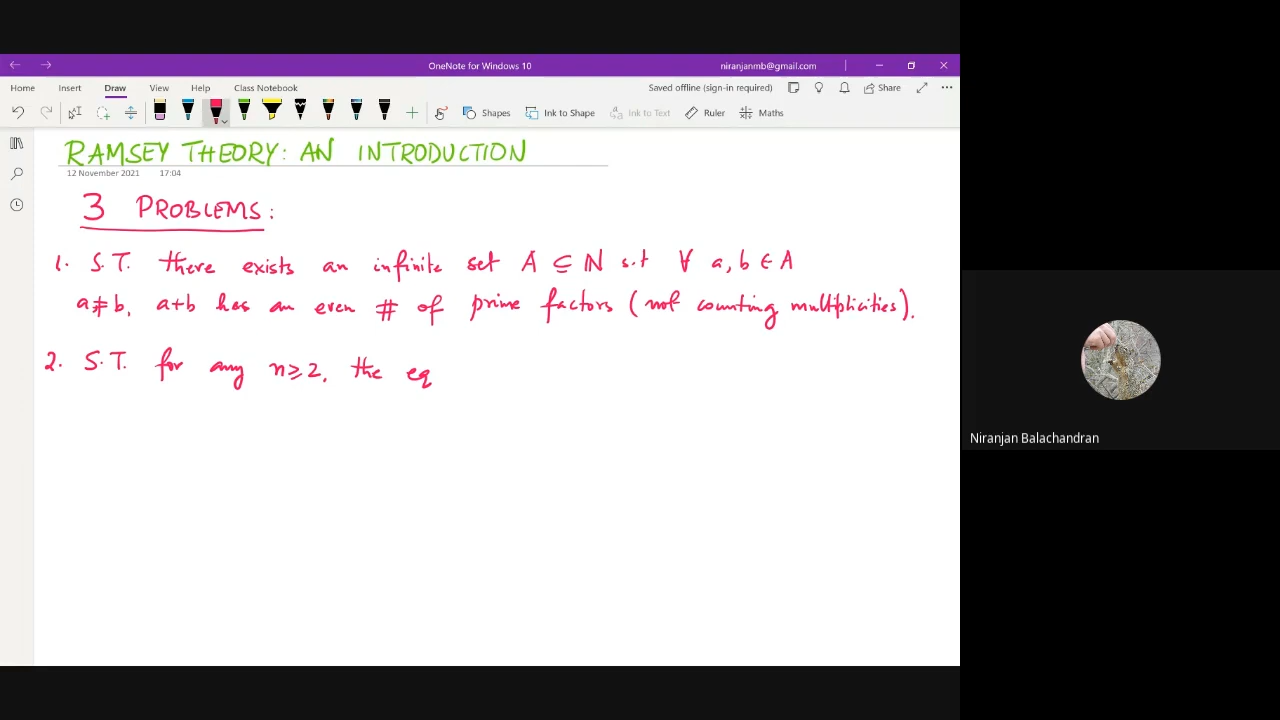 OneNote for Windows 10
niranjanmb@gmail.com
Home Insert Draw View Help Class Notebook
Saved offline (sign-in required)
Share
Shapes Ink to Shape Ink to Text Ruler Maths
RAMSEY THEORY: AN INTRODUCTION
12 November 2021 17:04
3 PROBLEMS:
1. S.T. there exists an infinite set A ⊆ N s.t ∀ a, b ∈ A
a≠b, a+b has an even # of prime factors (not counting multiplicities).
2. S.T. for any n≥2, the eq
Niranjan Balachandran